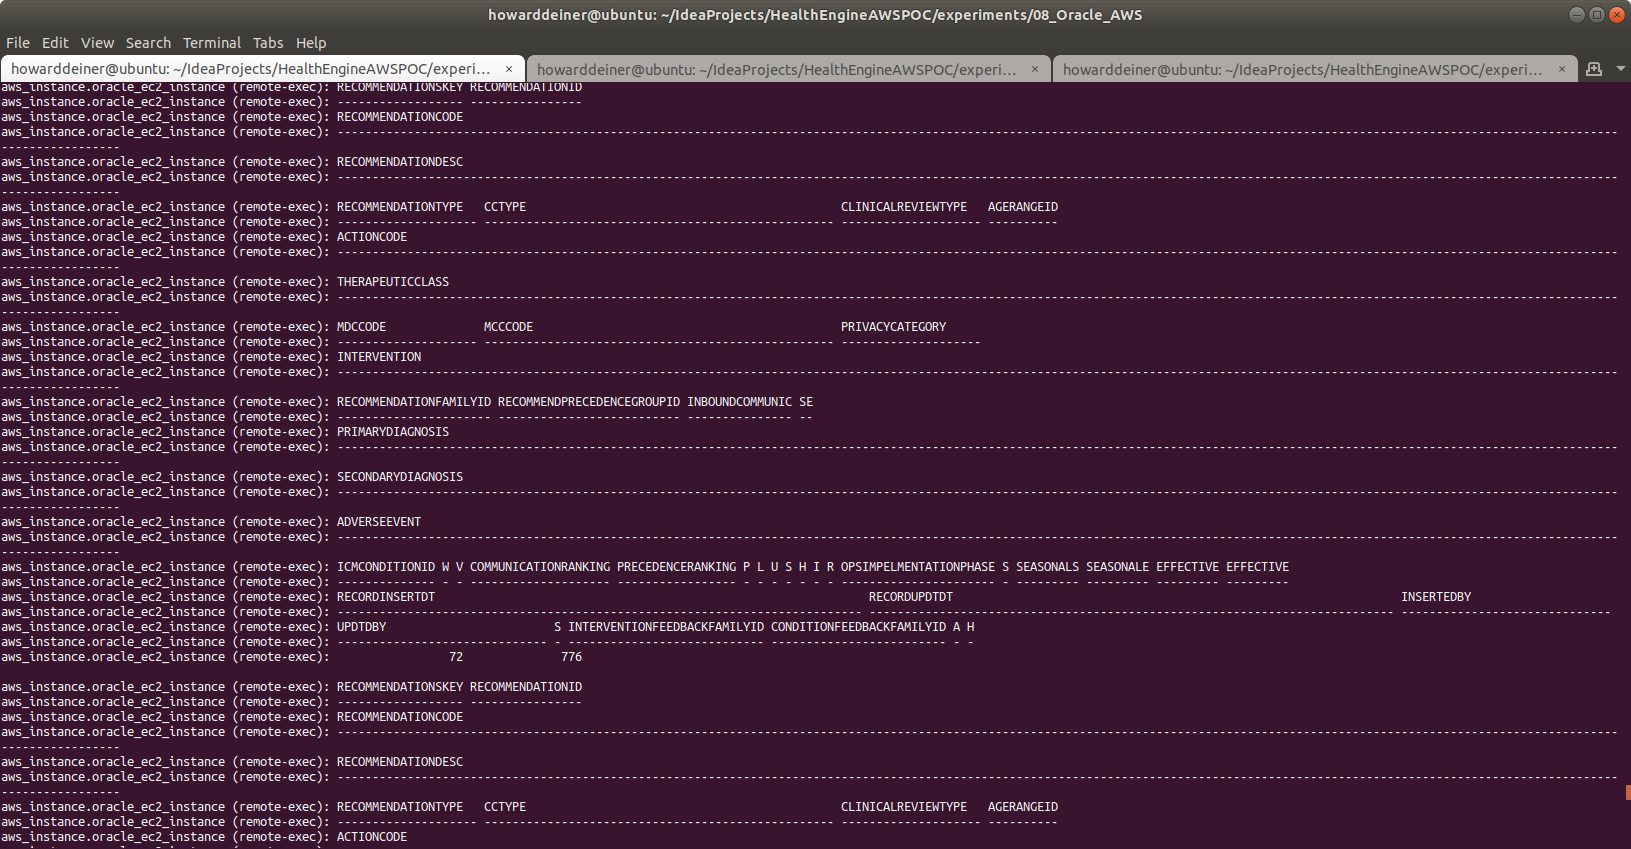 howarddeiner@ubuntu: ~/IdeaProjects/HealthEngineAWSPOC/experiments/08_Oracle_AWS
File Edit View Search Terminal Tabs Help
howarddeiner@ubuntu: ~/IdeaProjects/HealthEngineAWSPOC/experi... × howarddeiner@ubuntu: ~/IdeaProjects/HealthEngineAWSPOC/experi... × howarddeiner@ubuntu: ~/IdeaProjects/HealthEngineAWSPOC/experi... ×
aws_instance.oracle_ec2_instance (remote-exec): RECOMMENDATIONSKEY RECOMMENDATIONID
aws_instance.oracle_ec2_instance (remote-exec): ------------------ ----------------
aws_instance.oracle_ec2_instance (remote-exec): RECOMMENDATIONCODE
aws_instance.oracle_ec2_instance (remote-exec): ---------------------------------------------------------------------------------------------------------------------------------------------------------------------------------------
-----------------
aws_instance.oracle_ec2_instance (remote-exec): RECOMMENDATIONDESC
aws_instance.oracle_ec2_instance (remote-exec): ---------------------------------------------------------------------------------------------------------------------------------------------------------------------------------------
-----------------
aws_instance.oracle_ec2_instance (remote-exec): RECOMMENDATIONTYPE   CCTYPE                                             CLINICALREVIEWTYPE   AGERANGEID
aws_instance.oracle_ec2_instance (remote-exec): -------------------- -------------------------------------------------- -------------------- ----------
aws_instance.oracle_ec2_instance (remote-exec): ACTIONCODE
aws_instance.oracle_ec2_instance (remote-exec): ---------------------------------------------------------------------------------------------------------------------------------------------------------------------------------------
-----------------
aws_instance.oracle_ec2_instance (remote-exec): THERAPEUTICCLASS
aws_instance.oracle_ec2_instance (remote-exec): ---------------------------------------------------------------------------------------------------------------------------------------------------------------------------------------
-----------------
aws_instance.oracle_ec2_instance (remote-exec): MDCCODE              MCCCODE                                            PRIVACYCATEGORY
aws_instance.oracle_ec2_instance (remote-exec): -------------------- -------------------------------------------------- --------------------
aws_instance.oracle_ec2_instance (remote-exec): INTERVENTION
aws_instance.oracle_ec2_instance (remote-exec): ---------------------------------------------------------------------------------------------------------------------------------------------------------------------------------------
-----------------
aws_instance.oracle_ec2_instance (remote-exec): RECOMMENDATIONFAMILYID RECOMMENDPRECEDENCEGROUPID INBOUNDCOMMUNIC SE
aws_instance.oracle_ec2_instance (remote-exec): ---------------------- -------------------------- --------------- --
aws_instance.oracle_ec2_instance (remote-exec): PRIMARYDIAGNOSIS
aws_instance.oracle_ec2_instance (remote-exec): ---------------------------------------------------------------------------------------------------------------------------------------------------------------------------------------
-----------------
aws_instance.oracle_ec2_instance (remote-exec): SECONDARYDIAGNOSIS
aws_instance.oracle_ec2_instance (remote-exec): ---------------------------------------------------------------------------------------------------------------------------------------------------------------------------------------
-----------------
aws_instance.oracle_ec2_instance (remote-exec): ADVERSEEVENT
aws_instance.oracle_ec2_instance (remote-exec): ---------------------------------------------------------------------------------------------------------------------------------------------------------------------------------------
-----------------
aws_instance.oracle_ec2_instance (remote-exec): ICMCONDITIONID W V COMMUNICATIONRANKING PRECEDENCERANKING P L U S H I R OPSIMPELMENTATIONPHASE S SEASONALS SEASONALE EFFECTIVE EFFECTIVE
aws_instance.oracle_ec2_instance (remote-exec): -------------- - - -------------------- ----------------- - - - - - - - ---------------------- - --------- --------- --------- ---------
aws_instance.oracle_ec2_instance (remote-exec): RECORDINSERTDT                                                              RECORDUPDTDT                                                                INSERTEDBY
aws_instance.oracle_ec2_instance (remote-exec): --------------------------------------------------------------------------- --------------------------------------------------------------------------- ------------------------------
aws_instance.oracle_ec2_instance (remote-exec): UPDTDBY                        S INTERVENTIONFEEDBACKFAMILYID CONDITIONFEEDBACKFAMILYID A H
aws_instance.oracle_ec2_instance (remote-exec): ------------------------------ - ---------------------------- ------------------------- - -
aws_instance.oracle_ec2_instance (remote-exec):                 72              776
aws_instance.oracle_ec2_instance (remote-exec): RECOMMENDATIONSKEY RECOMMENDATIONID
aws_instance.oracle_ec2_instance (remote-exec): ------------------ ----------------
aws_instance.oracle_ec2_instance (remote-exec): RECOMMENDATIONCODE
aws_instance.oracle_ec2_instance (remote-exec): ---------------------------------------------------------------------------------------------------------------------------------------------------------------------------------------
-----------------
aws_instance.oracle_ec2_instance (remote-exec): RECOMMENDATIONDESC
aws_instance.oracle_ec2_instance (remote-exec): ---------------------------------------------------------------------------------------------------------------------------------------------------------------------------------------
-----------------
aws_instance.oracle_ec2_instance (remote-exec): RECOMMENDATIONTYPE   CCTYPE                                             CLINICALREVIEWTYPE   AGERANGEID
aws_instance.oracle_ec2_instance (remote-exec): -------------------- -------------------------------------------------- -------------------- ----------
aws_instance.oracle_ec2_instance (remote-exec): ACTIONCODE